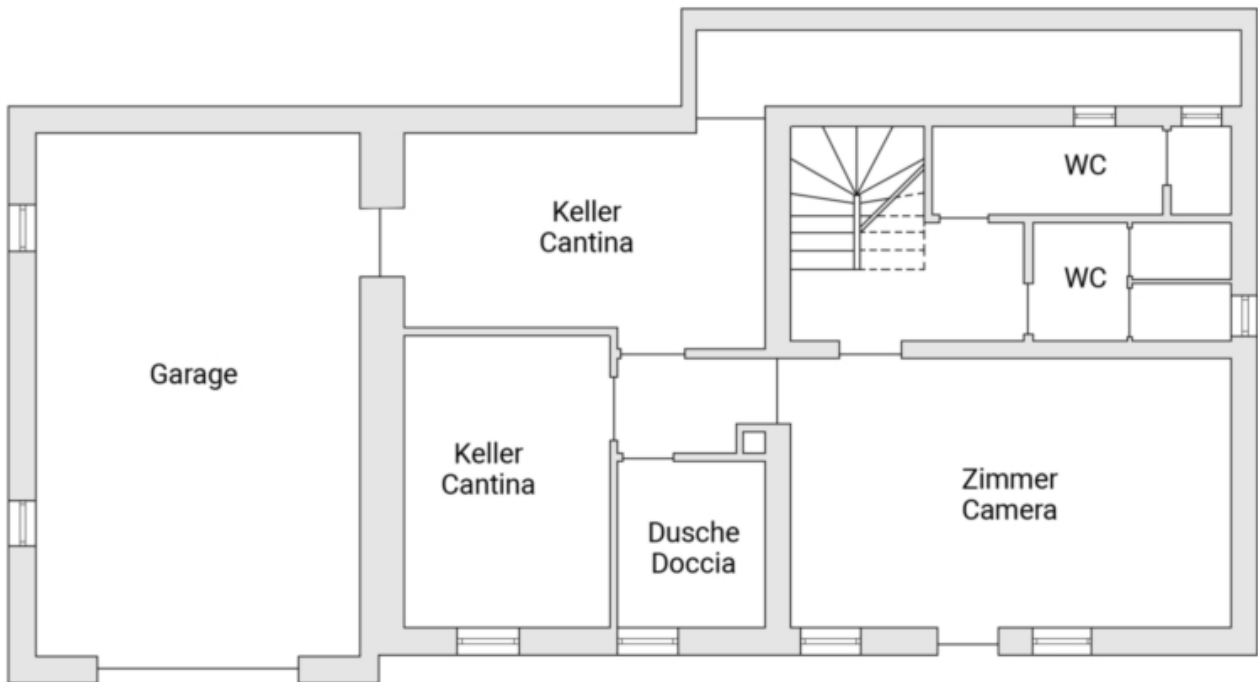 WC
Keller
Cantina
WC
Garage
Keller
Cantina
Zimmer
Camera
Dusche
Doccia